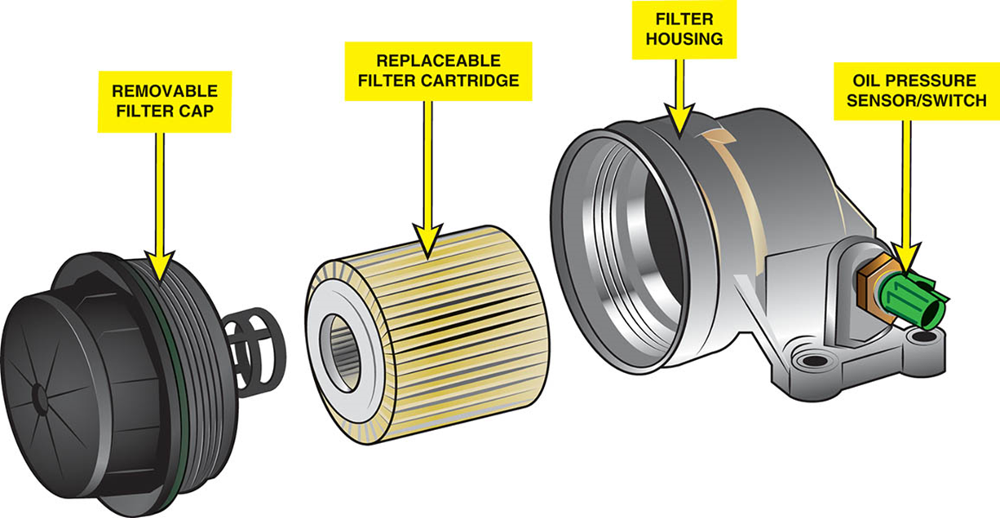 REMOVABLE
FILTER CAP
REPLACEABLE
FILTER CARTRIDGE
FILTER
HOUSING
OIL PRESSURE
SENSOR/SWITCH